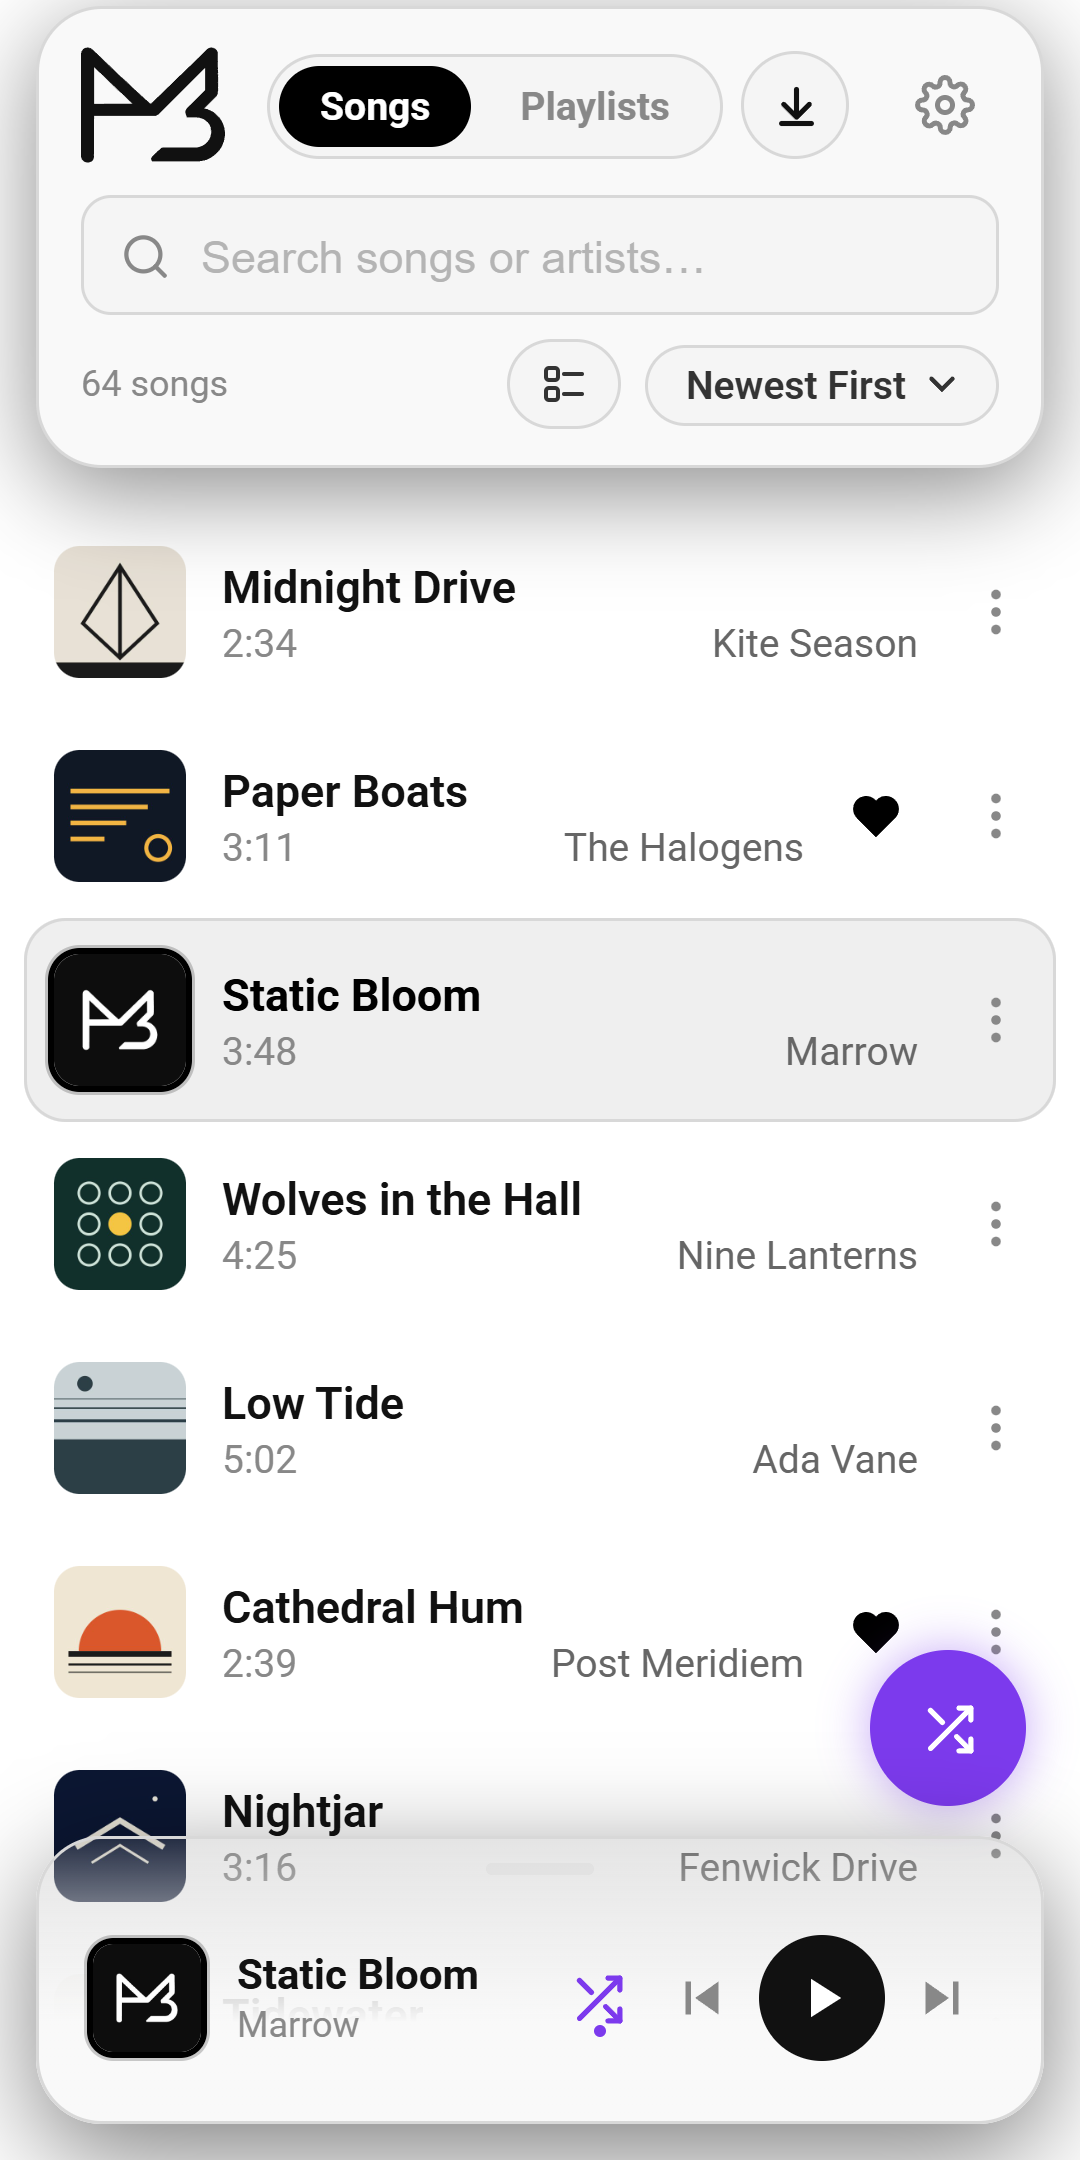 Songs
Playlists
Search songs or artists...
64 songs
Newest First
Midnight Drive
2:34
Kite Season
Paper Boats
3:11
The Halogens
Static Bloom
3:48
Marrow
Wolves in the Hall
4:25
Nine Lanterns
Low Tide
5:02
Ada Vane
Cathedral Hum
2:39
Post Meridiem
Nightjar
3:16
Fenwick Drive
Static Bloom
Tidewater
Marrow